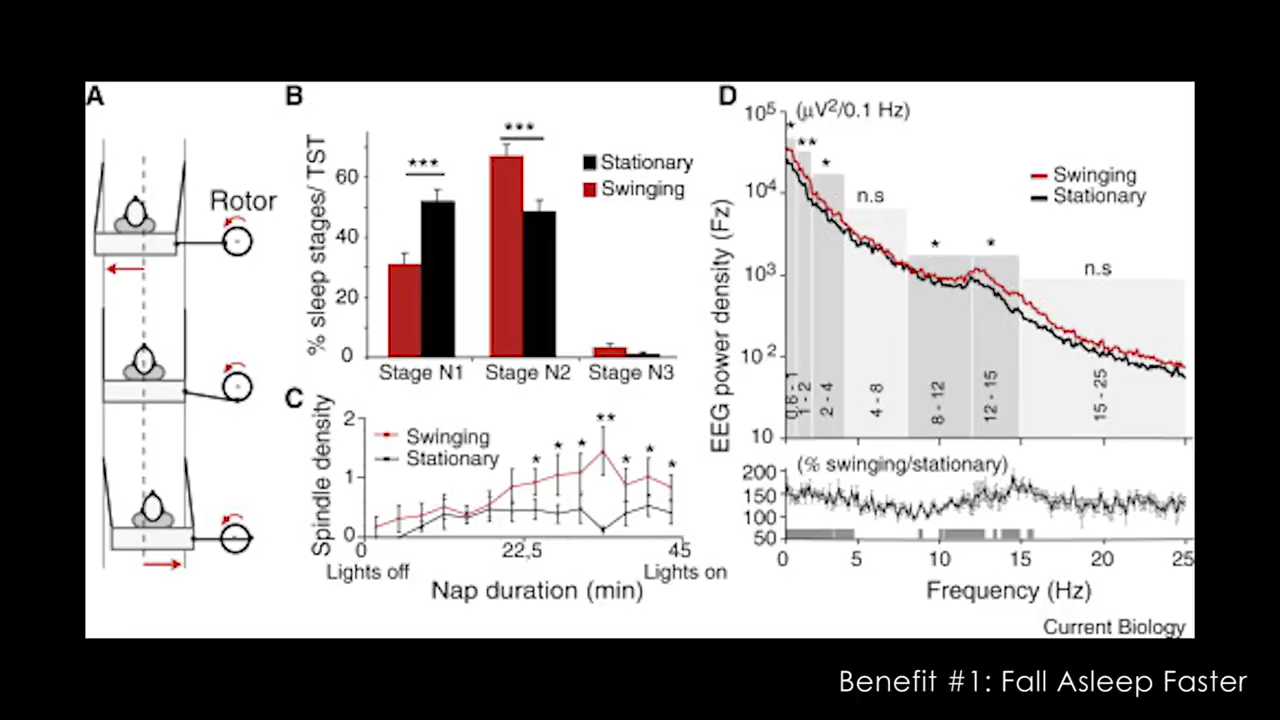 A
Rotor
B
% sleep stages/ TST
60
40
20
0
***
***
Stationary
Swinging
Stage N1
Stage N2
Stage N3
C
Spindle density
2
1
0
Swinging
Stationary
*
*
*
**
*
*
*
0
22,5
45
Lights off
Lights on
Nap duration (min)
D
EEG power density (Fz)
10⁵
(µV²/0.1 Hz)
10⁴
10³
10²
10
*
**
*
n.s
*
*
n.s
Swinging
Stationary
0.6 - 1
1 - 2
2 - 4
4 - 8
8 - 12
12 - 15
15 - 25
200
150
100
50
(% swinging/stationary)
0
5
10
15
20
25
Frequency (Hz)
Current Biology
Benefit #1: Fall Asleep Faster